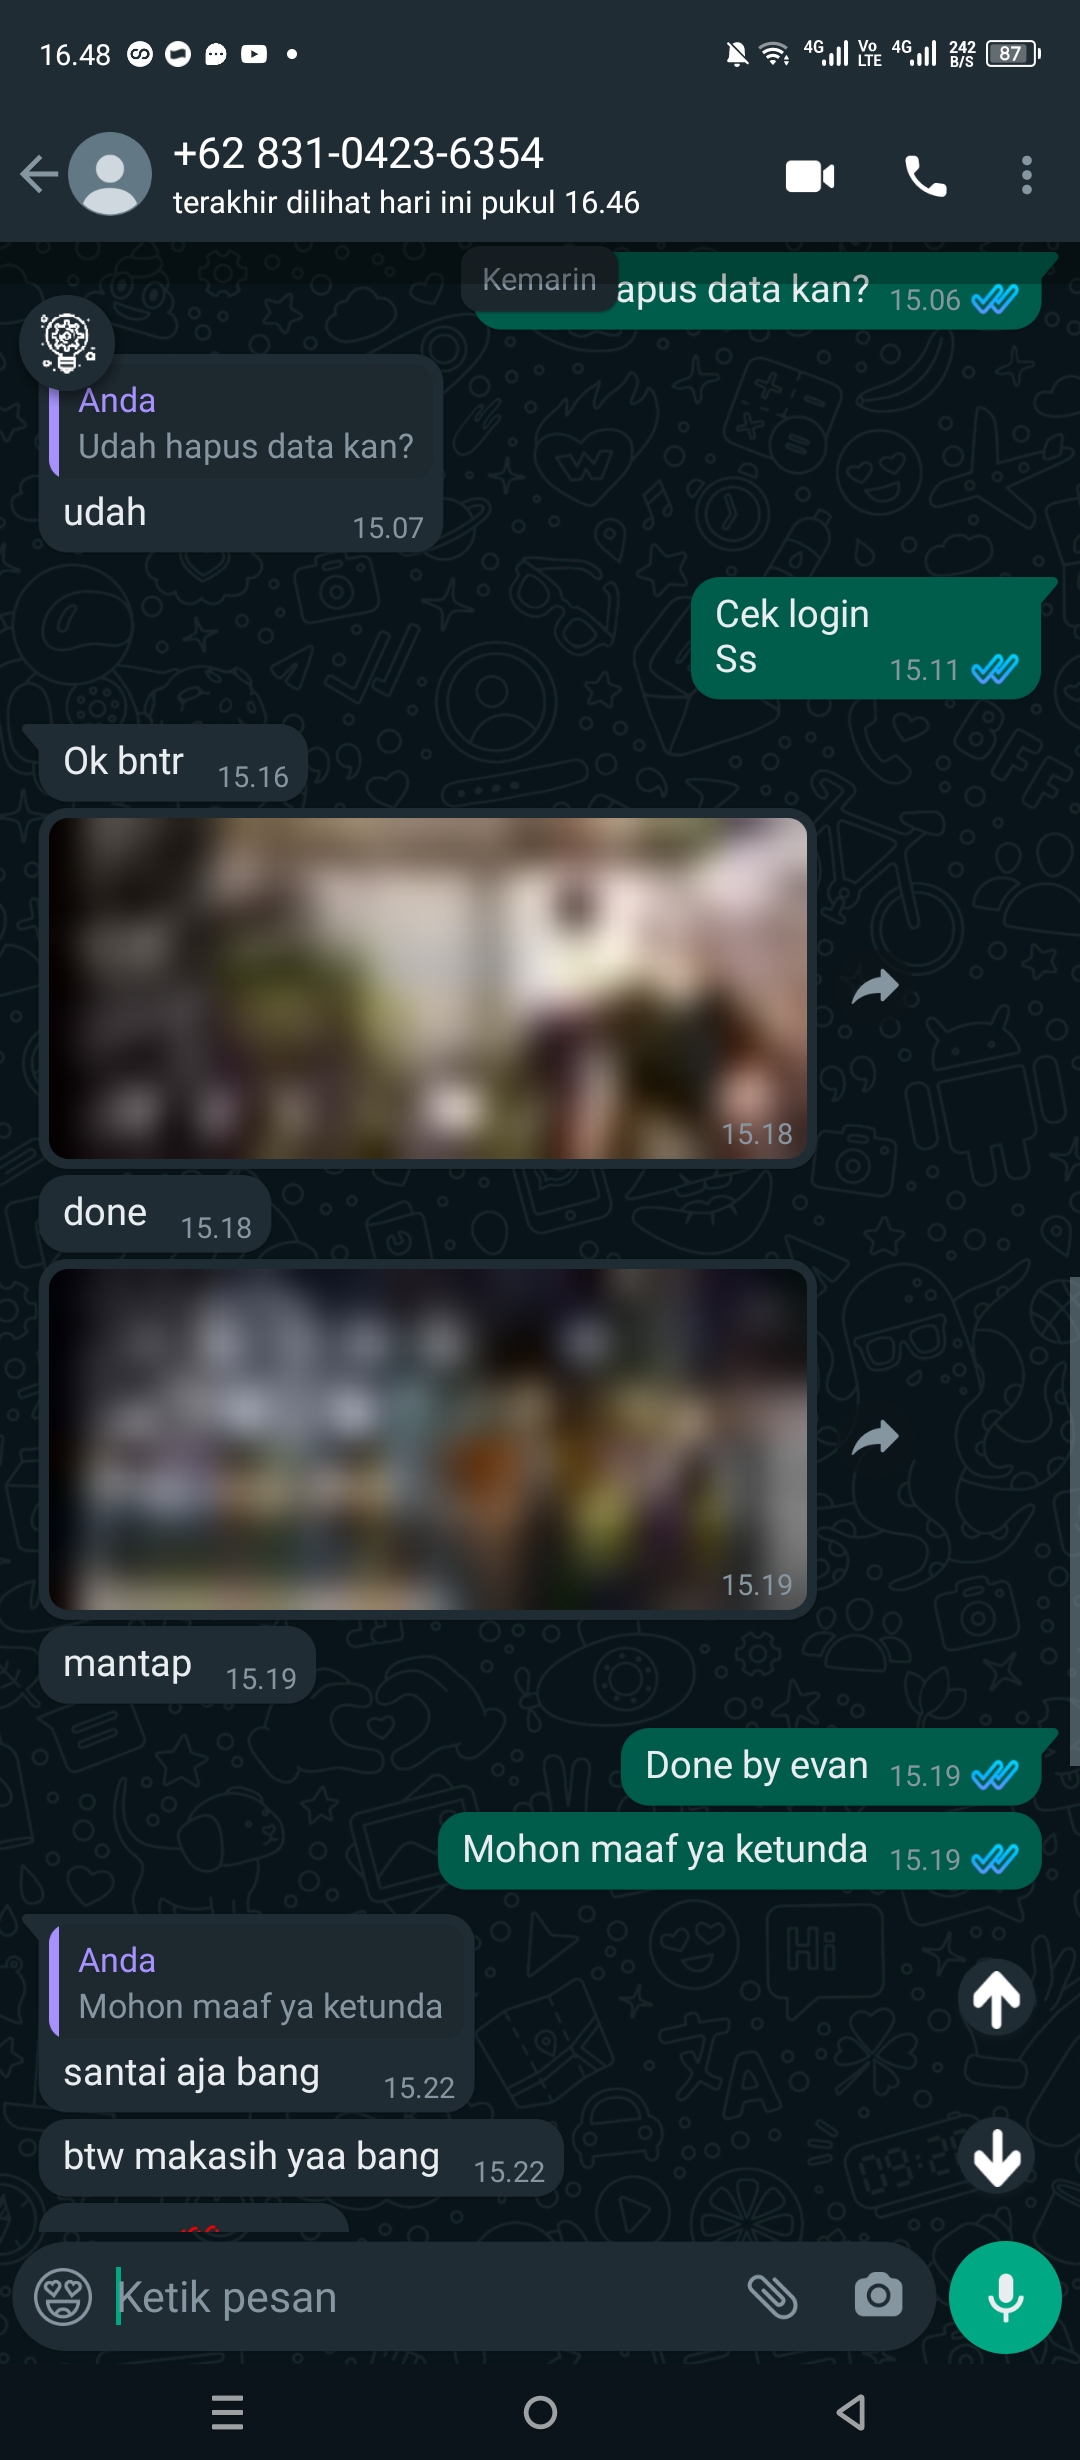 16.48
4G
Vo
LTE
4G
242
B/S
87
+62 831-0423-6354
terakhir dilihat hari ini pukul 16.46
Kemarin
apus data kan? 15.06
Anda
Udah hapus data kan?
udah 15.07
Cek login
Ss 15.11
Ok bntr 15.16
15.18
done 15.18
15.19
mantap 15.19
Done by evan 15.19
Mohon maaf ya ketunda 15.19
Anda
Mohon maaf ya ketunda
santai aja bang 15.22
btw makasih yaa bang 15.22
Ketik pesan